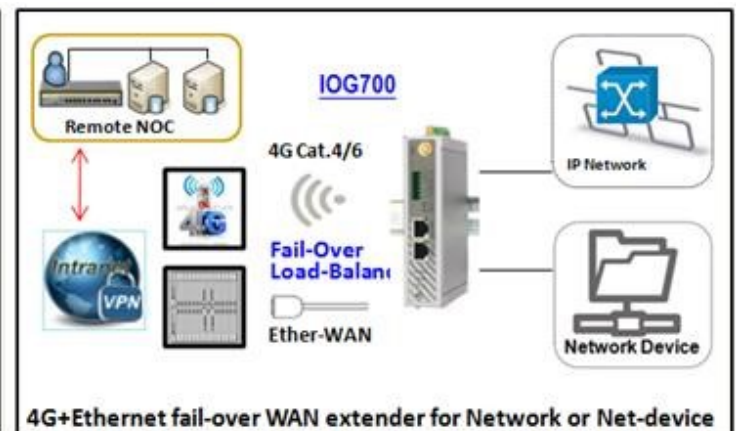 Remote NOC
IOG700
4G Cat.4/6
IP Network
4G
Intranet
VPN
Fail-Over
Load-Balanc
Ether-WAN
Network Device
4G+Ethernet fail-over WAN extender for Network or Net-device